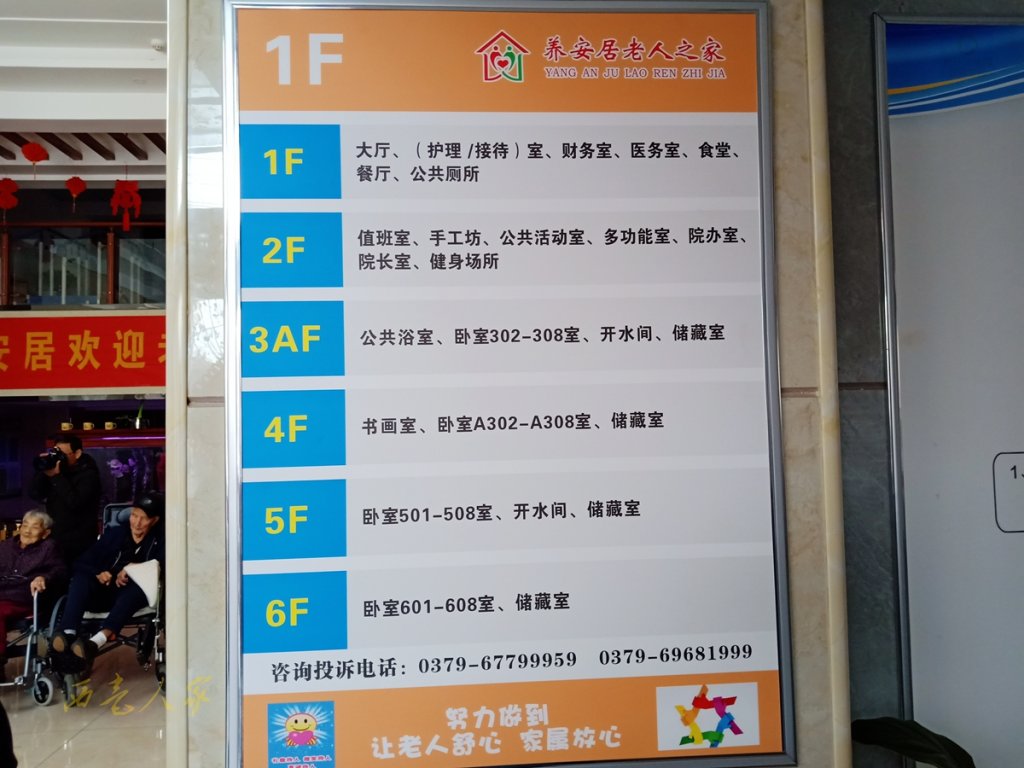 1F
养安居老人之家
YANG AN JU LAO REN ZHI JIA
1F
大厅、（护理/接待）室、财务室、医务室、食堂、
餐厅、公共厕所
2F
值班室、手工坊、公共活动室、多功能室、院办室、
院长室、健身场所
3AF
公共浴室、卧室302-308室、开水间、储藏室
4F
书画室、卧室A302-A308室、储藏室
5F
卧室501-508室、开水间、储藏室
6F
卧室601-608室、储藏室
咨询投诉电话：0379-67799959 0379-69681999
努力做到
让老人舒心 家属放心
安居欢迎
1